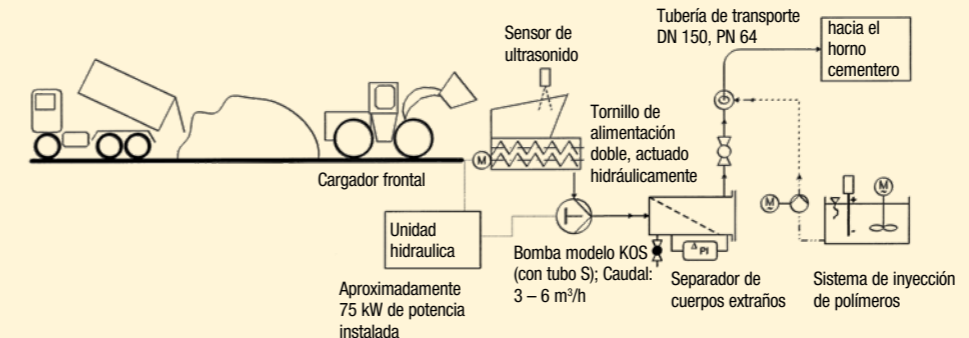 Tubería de transporte
DN 150, PN 64
hacia el
horno
cementero
Sensor de
ultrasonido
Tornillo de
alimentación
doble, actuado
hidráulicamente
M
Cargador frontal
Unidad
hidraulica
Aproximadamente
75 kW de potencia
instalada
Bomba modelo KOS
(con tubo S); Caudal:
3 – 6 m³/h
Δ PI
Separador de
cuerpos extraños
M
M
Sistema de inyección
de polímeros